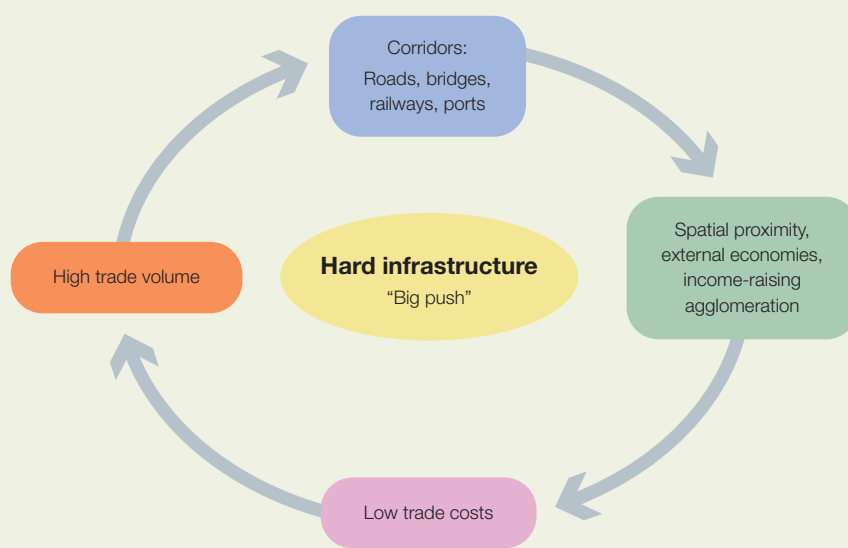 Corridors:
Roads, bridges,
railways, ports
Spatial proximity,
external economies,
income-raising
agglomeration
Hard infrastructure
“Big push”
High trade volume
Low trade costs